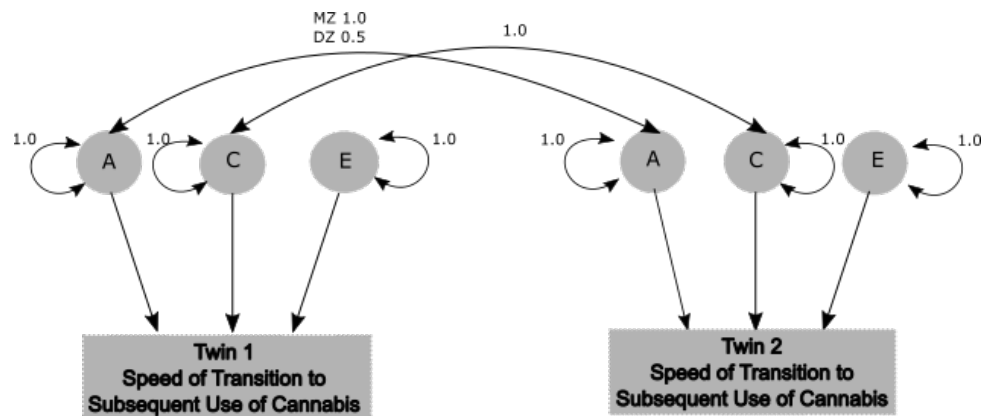 MZ 1.0
DZ 0.5
1.0
1.0
A
1.0
C
E
1.0
1.0
A
C
1.0
E
1.0
Twin 1
Speed of Transition to
Subsequent Use of Cannabis
Twin 2
Speed of Transition to
Subsequent Use of Cannabis